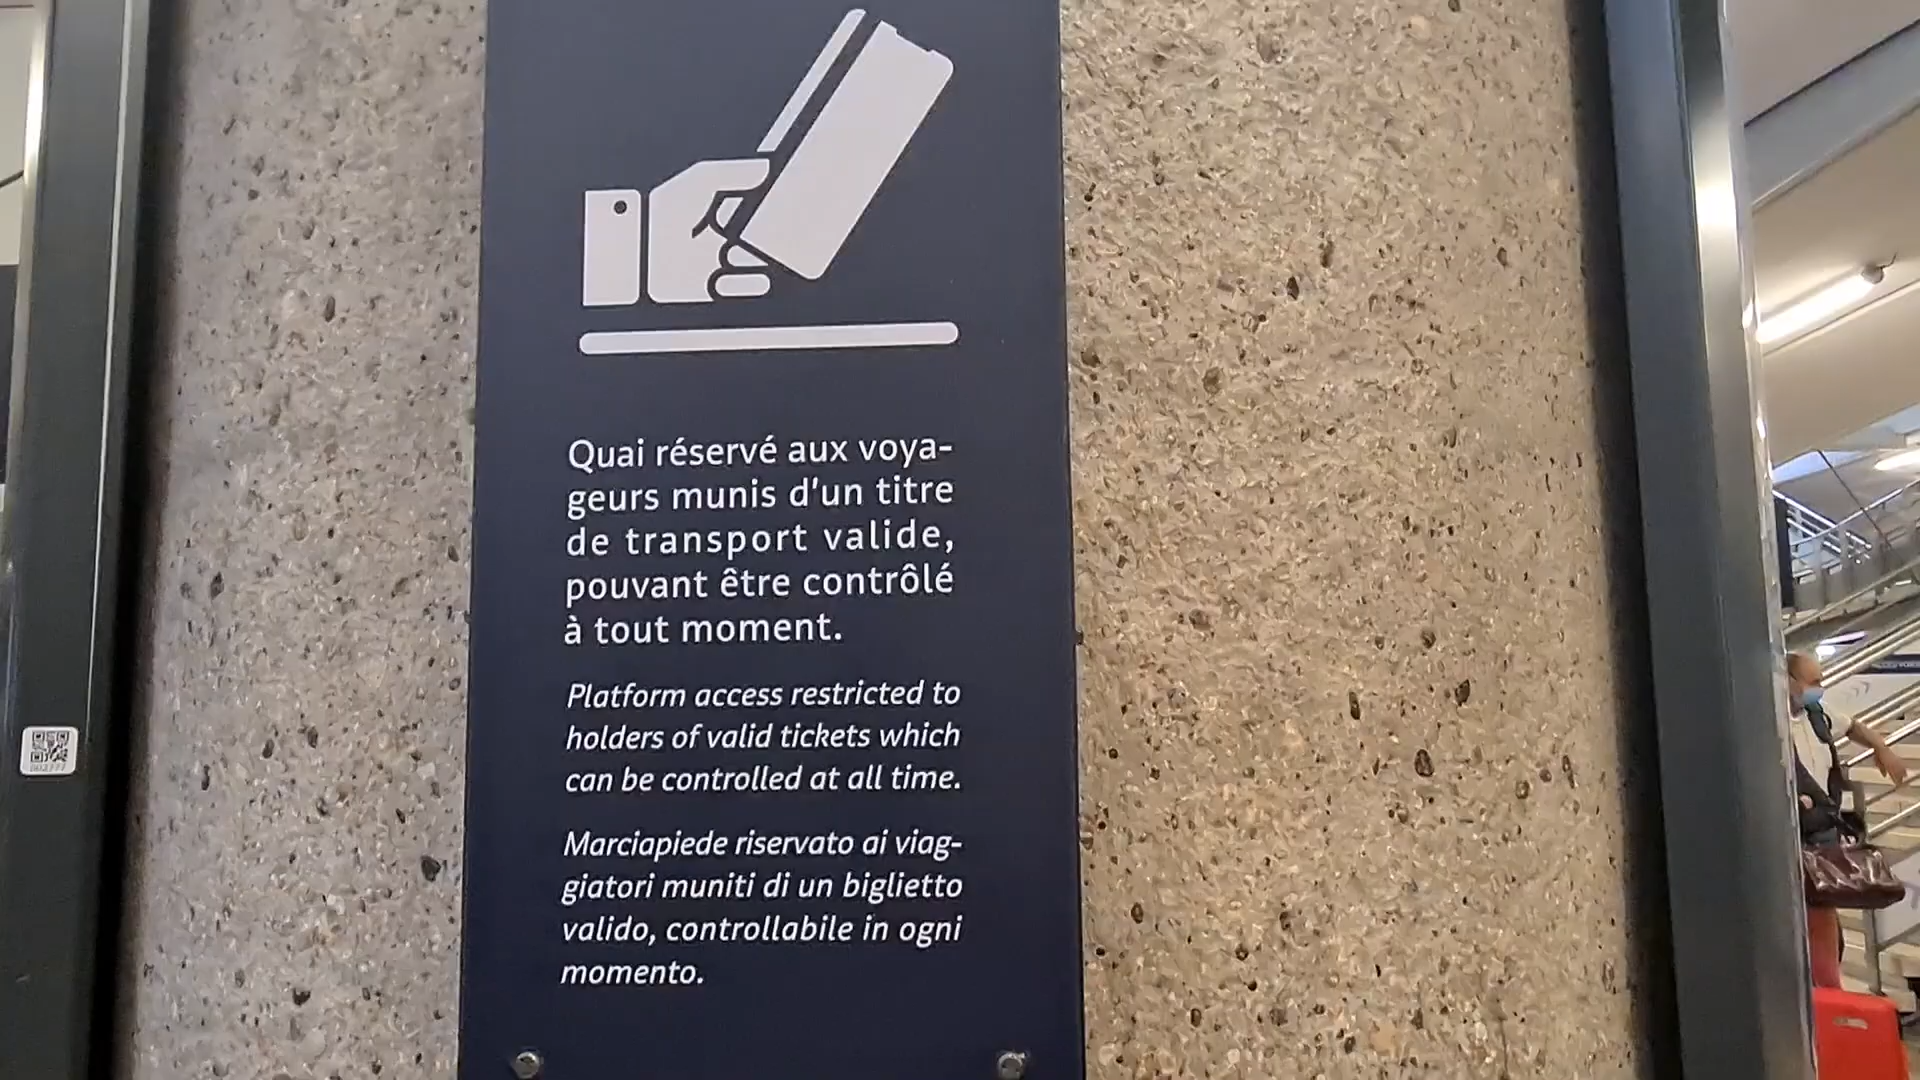 Quai réservé aux voya-
geurs munis d'un titre
de transport valide,
pouvant être contrôlé
à tout moment.
Platform access restricted to
holders of valid tickets which
can be controlled at all time.
Marciapiede riservato ai viag-
giatori muniti di un biglietto
valido, controllabile in ogni
momento.